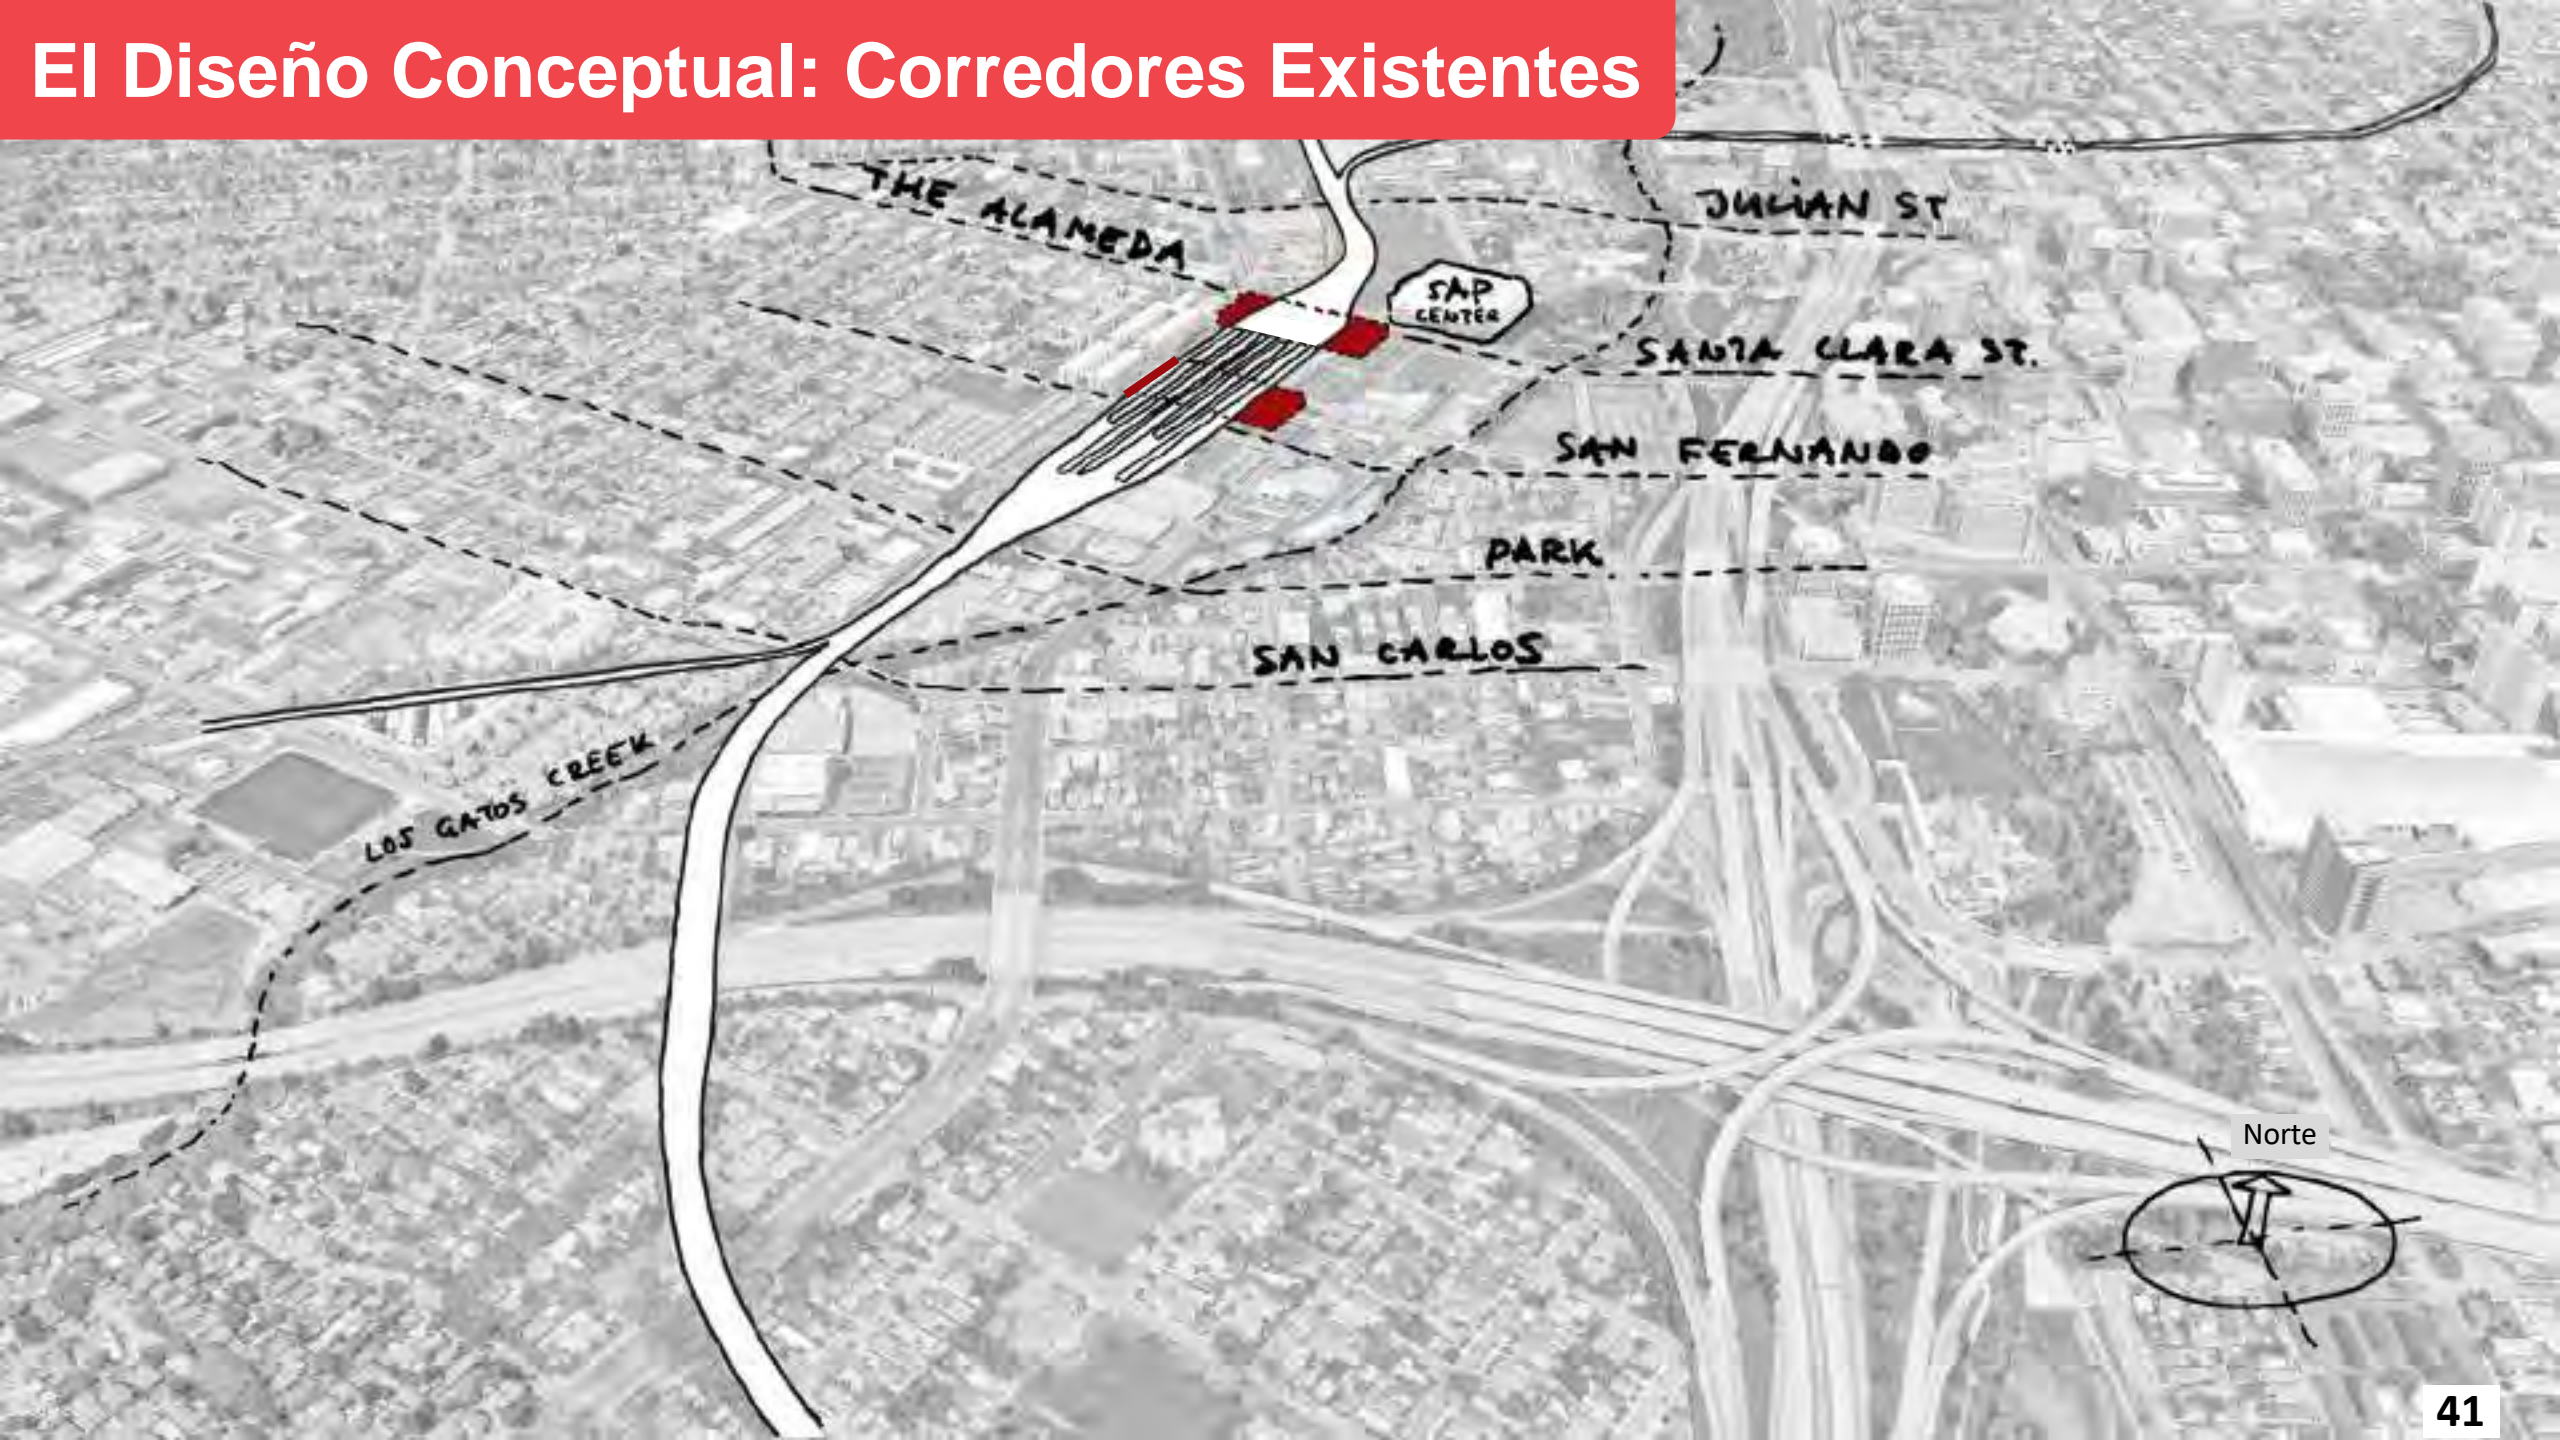 El Diseño Conceptual: Corredores Existentes
THE ALAMEDA
JULIAN ST
SAP
CENTER
SANTA CLARA ST.
SAN FERNANDO
PARK
SAN CARLOS
LOS GATOS CREEK
Norte
41